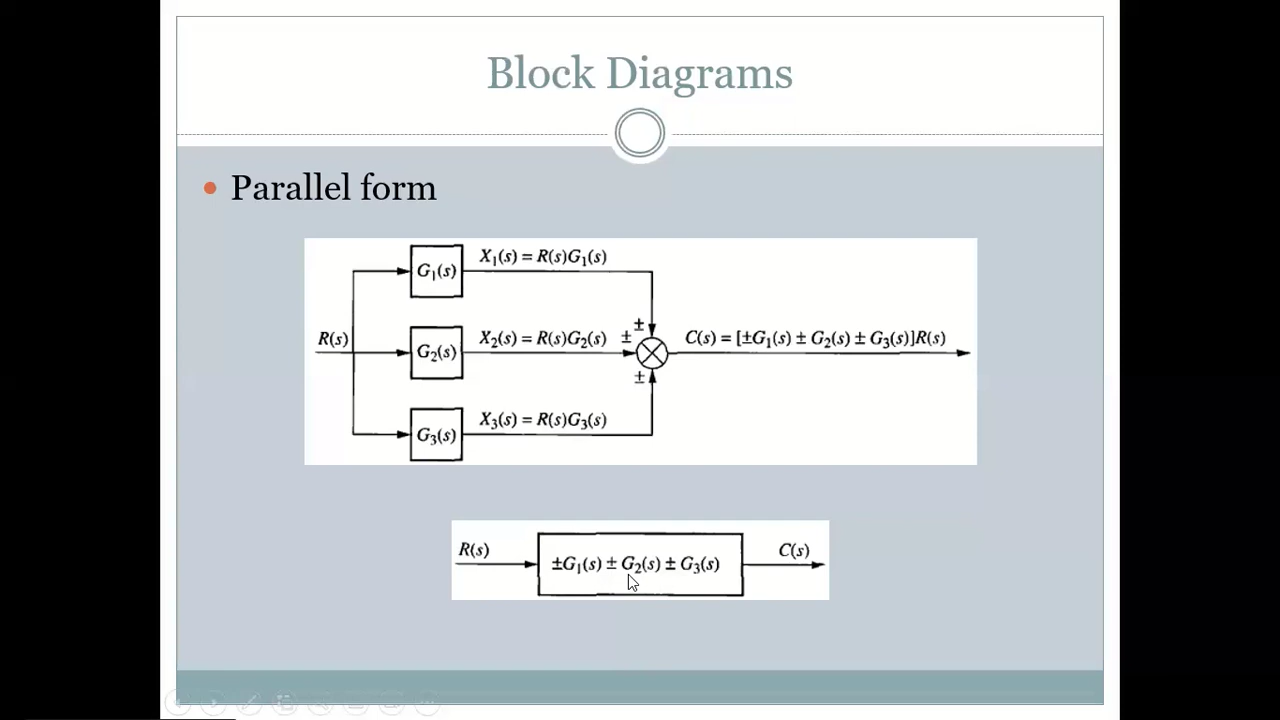 Block Diagrams
• Parallel form
G₁(s)
X₁(s) = R(s)G₁(s)
±
R(s)
G₂(s)
X₂(s) = R(s)G₂(s)
±
C(s) = [±G₁(s) ± G₂(s) ± G₃(s)]R(s)
±
G₃(s)
X₃(s) = R(s)G₃(s)
R(s)
±G₁(s) ± G₂(s) ± G₃(s)
C(s)